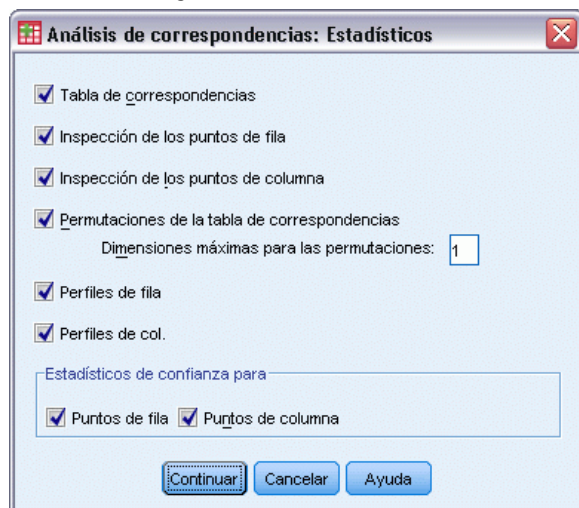 Análisis de correspondencias: Estadísticos
Tabla de correspondencias
Inspección de los puntos de fila
Inspección de los puntos de columna
Permutaciones de la tabla de correspondencias
Dimensiones máximas para las permutaciones: 1
Perfiles de fila
Perfiles de col.
Estadísticos de confianza para
Puntos de fila Puntos de columna
Continuar Cancelar Ayuda